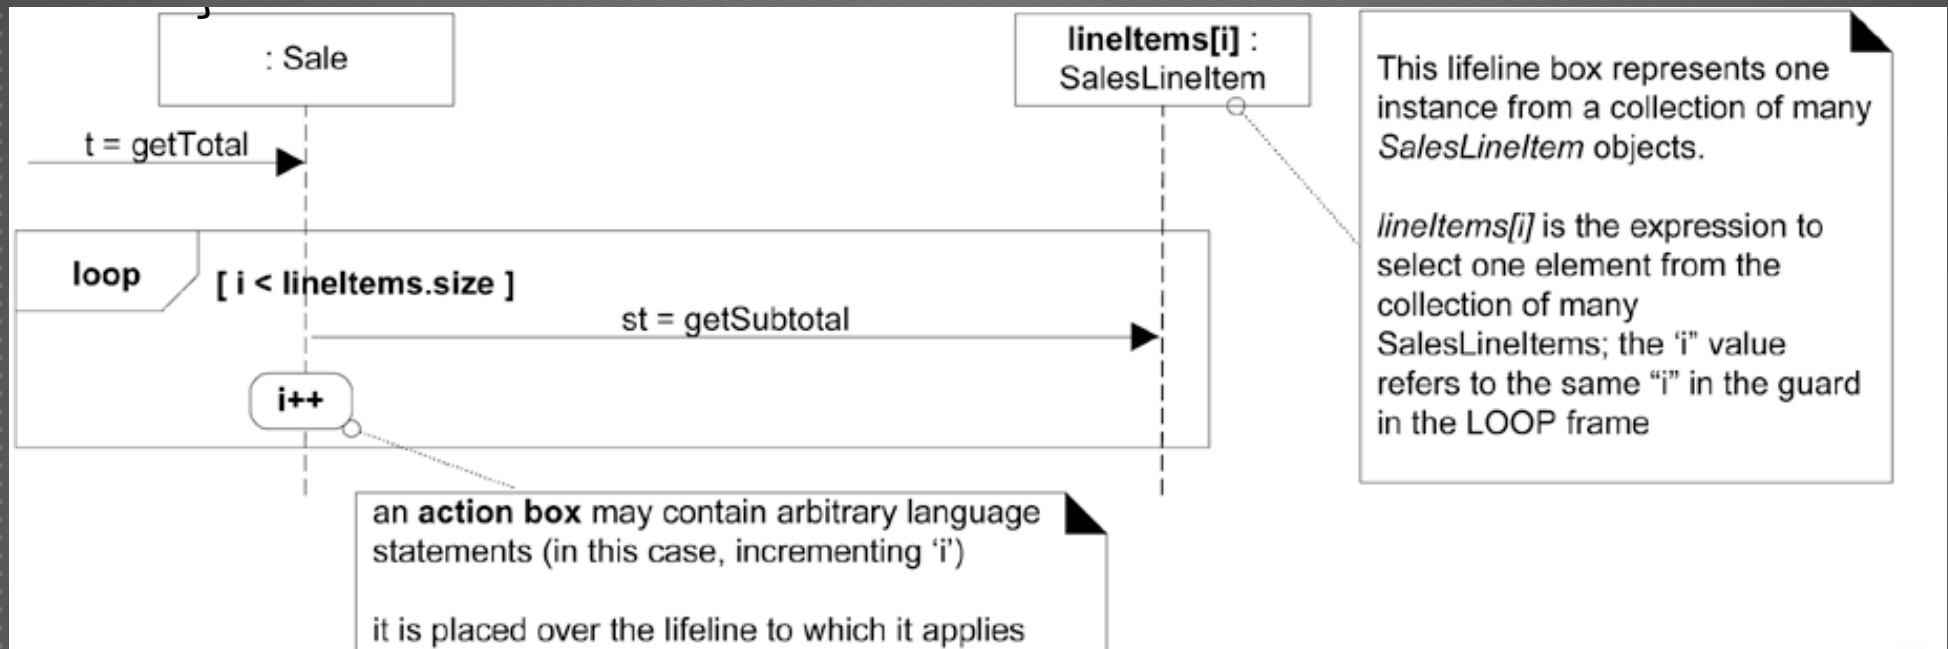 : Sale
lineItems[i] :
SalesLineItem
t = getTotal
loop
[ i < lineItems.size ]
st = getSubtotal
i++
This lifeline box represents one
instance from a collection of many
SalesLineItem objects.
lineItems[i] is the expression to
select one element from the
collection of many
SalesLineItems; the ‘i” value
refers to the same “i” in the guard
in the LOOP frame
an action box may contain arbitrary language
statements (in this case, incrementing ‘i’)
it is placed over the lifeline to which it applies